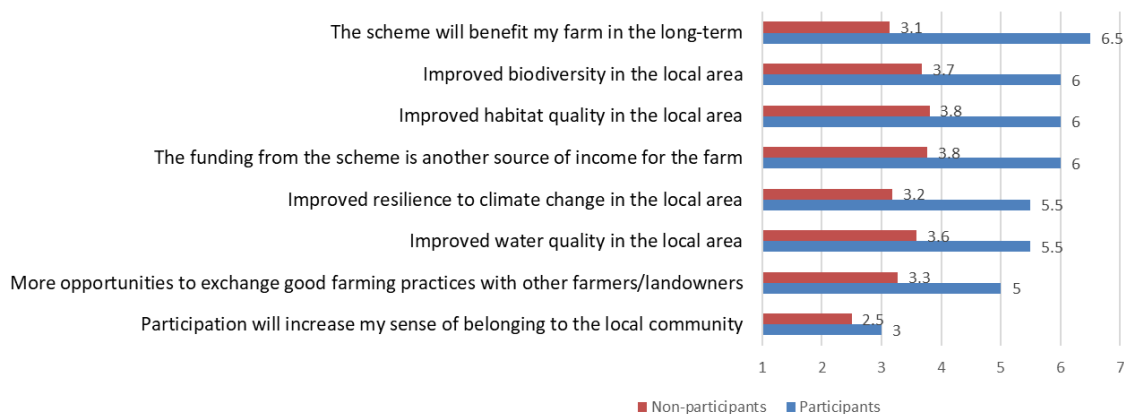 The scheme will benefit my farm in the long-term
3.1
6.5
Improved biodiversity in the local area
3.7
6
Improved habitat quality in the local area
3.8
6
The funding from the scheme is another source of income for the farm
3.8
6
Improved resilience to climate change in the local area
3.2
5.5
Improved water quality in the local area
3.6
5.5
More opportunities to exchange good farming practices with other farmers/landowners
3.3
5
Participation will increase my sense of belonging to the local community
2.5
3
1 2 3 4 5 6 7
Non-participants Participants